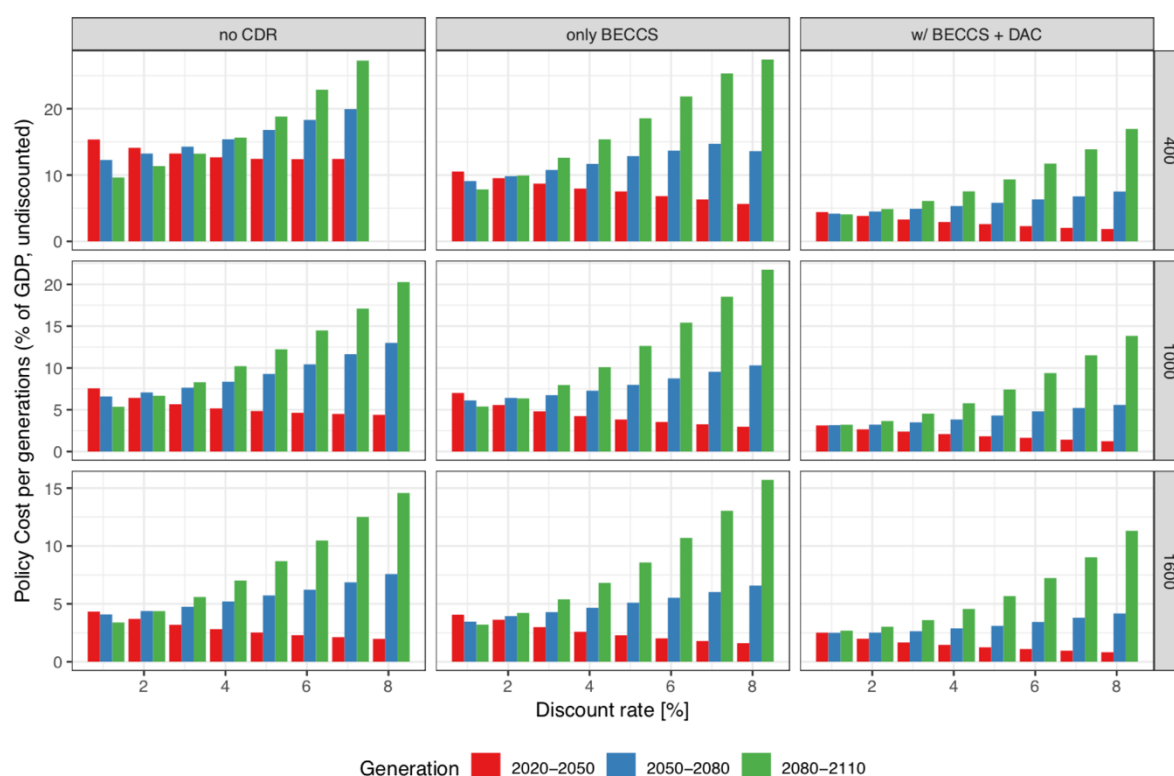 no CDR
only BECCS
w/ BECCS + DAC
Policy Cost per generations (% of GDP, undiscounted)
20
10
0
400
20
15
10
5
0
1000
15
10
5
0
1600
2 4 6 8
2 4 6 8
2 4 6 8
Discount rate [%]
Generation 2020−2050 2050−2080 2080−2110